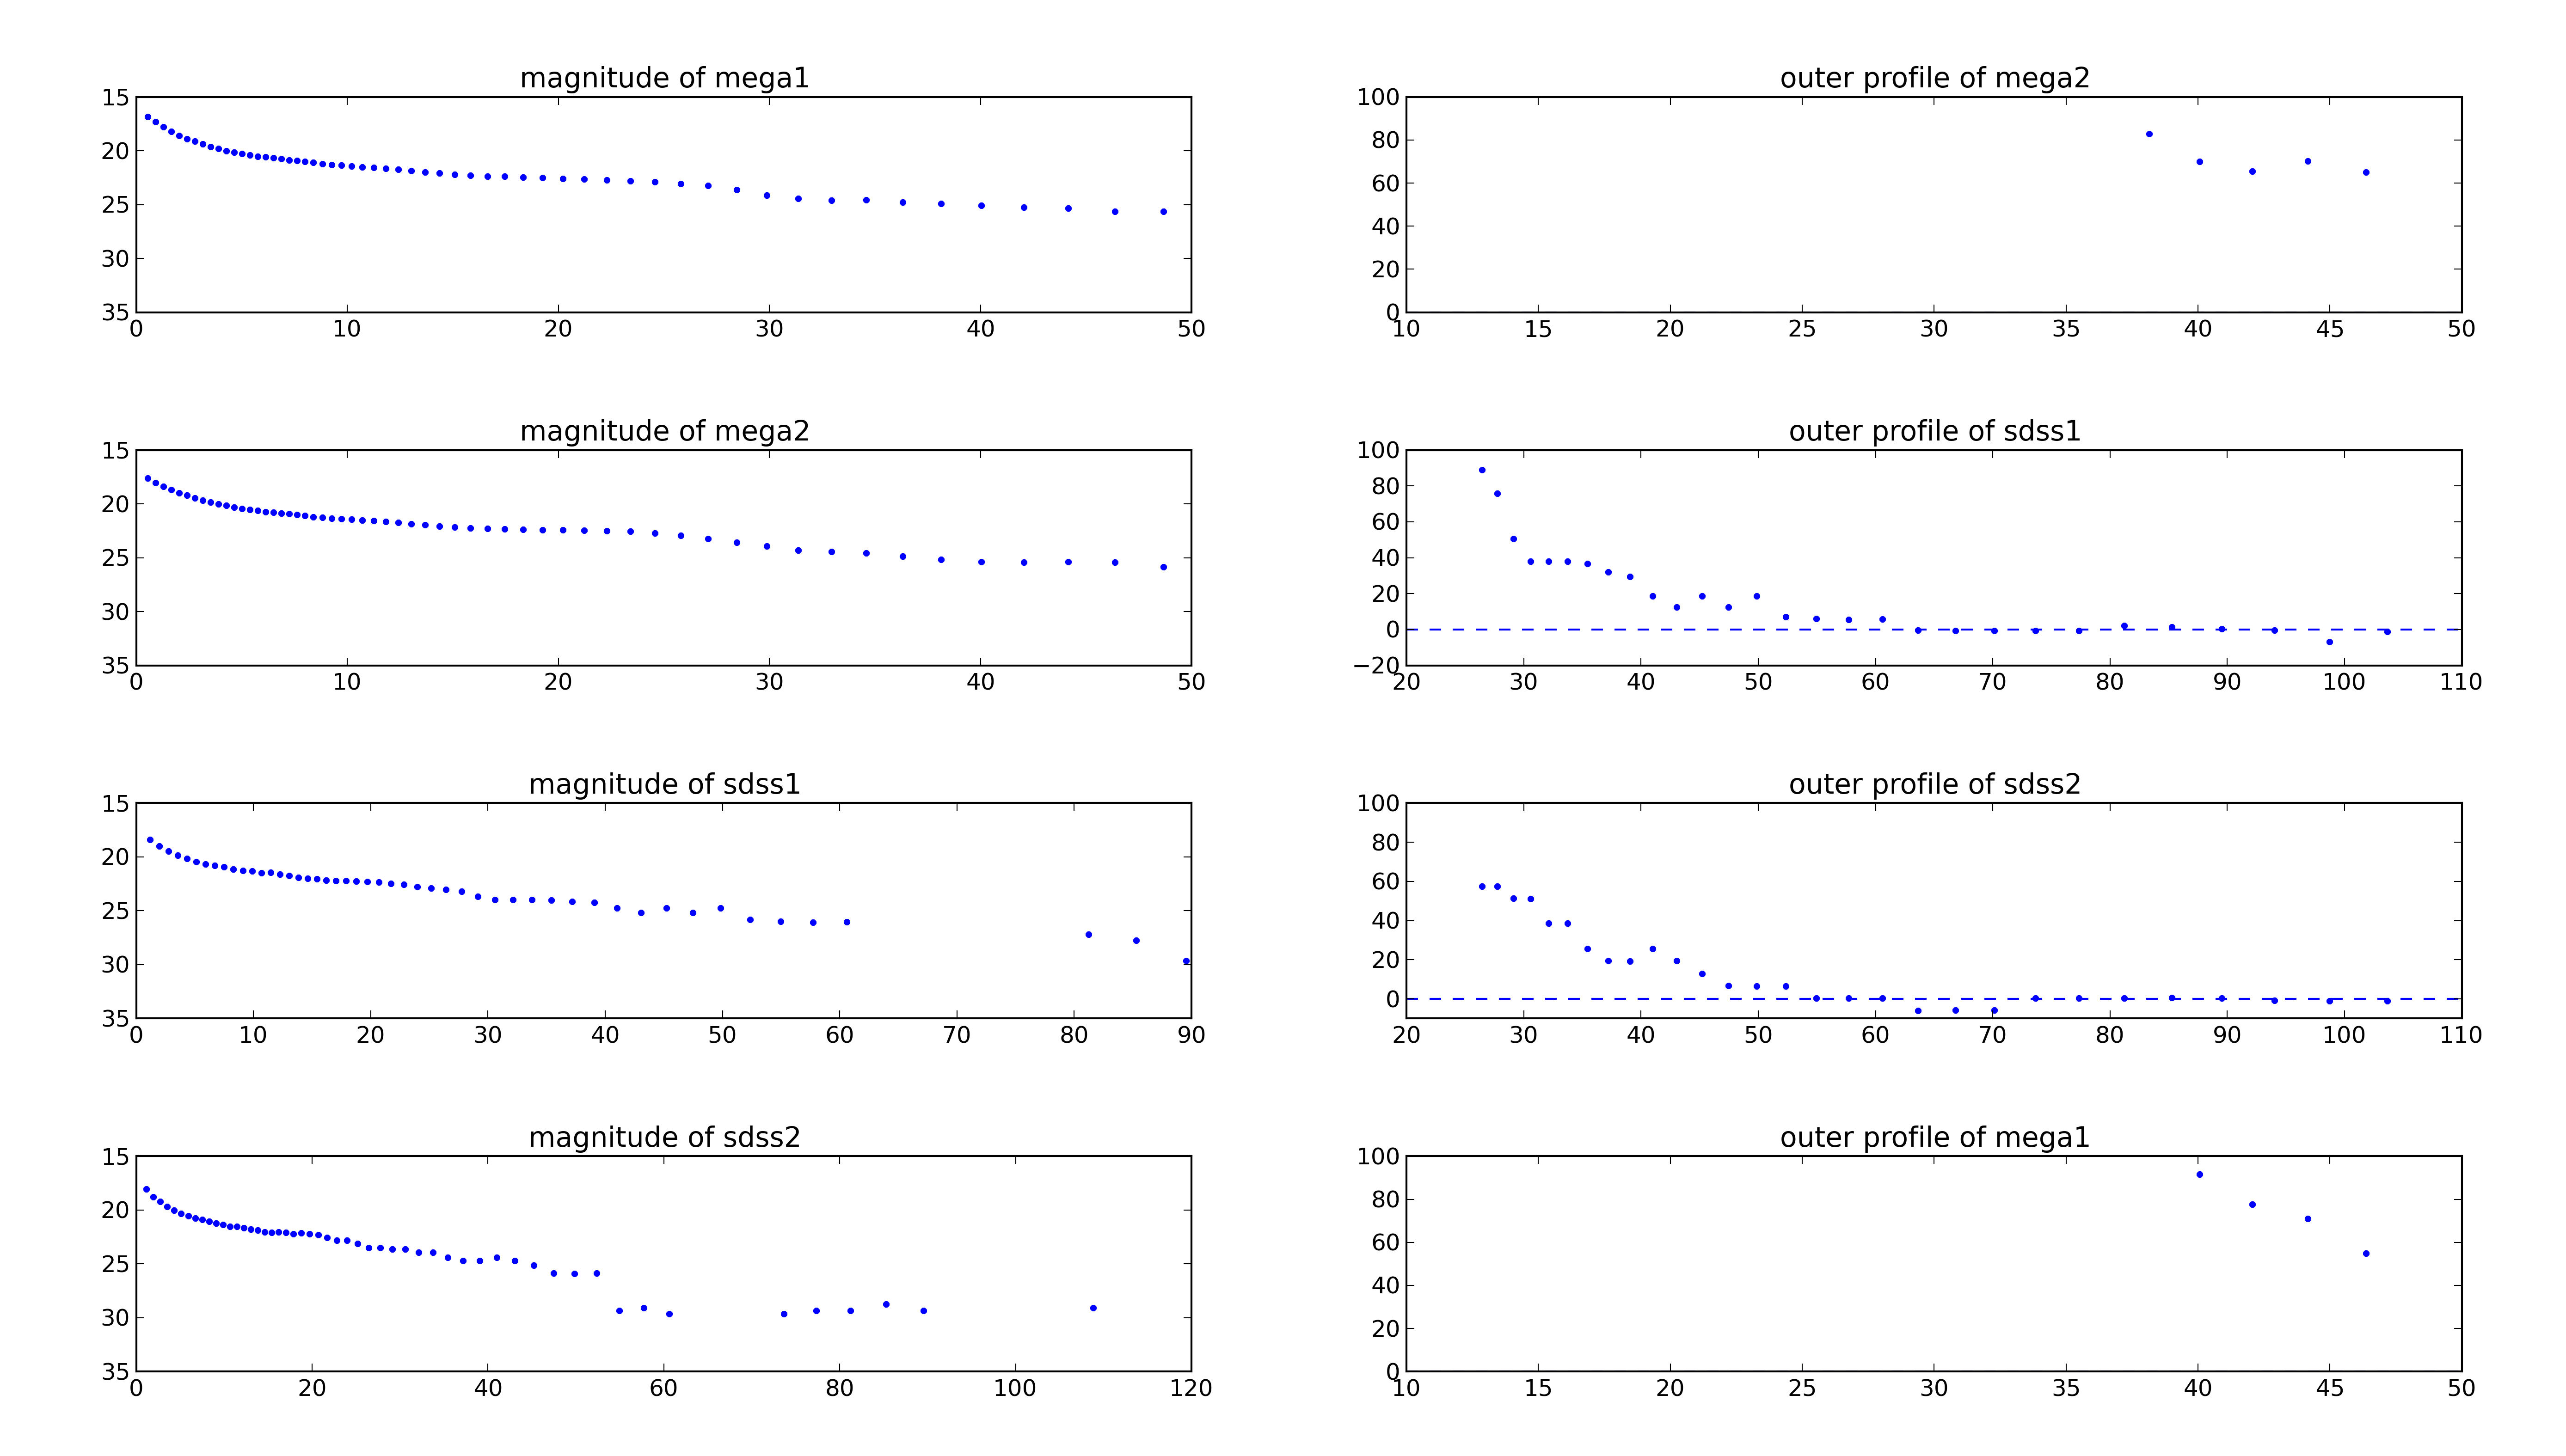 magnitude of mega1
15
20
25
30
35
0 10 20 30 40 50
outer profile of mega2
100
80
60
40
20
0
10 15 20 25 30 35 40 45 50
magnitude of mega2
15
20
25
30
35
0 10 20 30 40 50
outer profile of sdss1
100
80
60
40
20
0
−20
20 30 40 50 60 70 80 90 100 110
magnitude of sdss1
15
20
25
30
35
0 10 20 30 40 50 60 70 80 90
outer profile of sdss2
100
80
60
40
20
0
20 30 40 50 60 70 80 90 100 110
magnitude of sdss2
15
20
25
30
35
0 20 40 60 80 100 120
outer profile of mega1
100
80
60
40
20
0
10 15 20 25 30 35 40 45 50